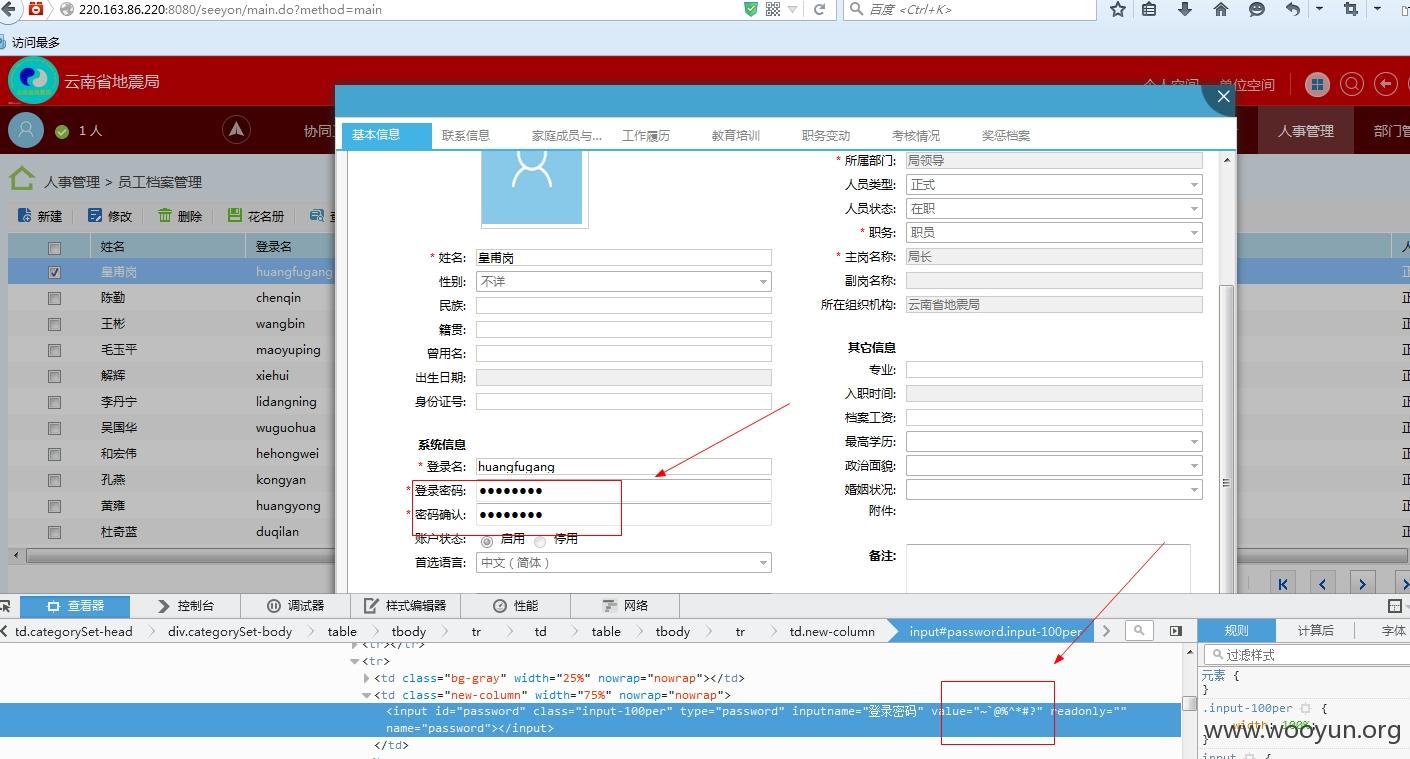 220.163.86.220:8080/seeyon/main.do?method=main
百度 <Ctrl+K>
访问最多
云南省地震局
个人空间 单位空间
1 人
协同
人事管理
部门管
人事管理 > 员工档案管理
新建 修改 删除 花名册
姓名 登录名
皇甫岗 huangfugang
陈勤 chenqin
王彬 wangbin
毛玉平 maoyuping
解辉 xiehui
李丹宁 lidangning
吴国华 wuguohua
和宏伟 hehongwei
孔燕 kongyan
黄雍 huangyong
杜奇蓝 duqilan
基本信息 联系信息 家庭成员与... 工作履历 教育培训 职务变动 考核情况 奖惩档案
* 姓名: 皇甫岗
性别: 不详
民族:
籍贯:
曾用名:
出生日期:
身份证号:
系统信息
* 登录名: huangfugang
* 登录密码: ●●●●●●●●
* 密码确认: ●●●●●●●●
账户状态: 启用 停用
首选语言: 中文（简体）
* 所属部门: 局领导
人员类型: 正式
人员状态: 在职
* 职务: 职员
* 主岗名称: 局长
副岗名称:
所在组织机构: 云南省地震局
其它信息
专业:
入职时间:
档案工资:
最高学历:
政治面貌:
婚姻状况:
附件:
备注:
查看器 控制台 调试器 样式编辑器 性能 网络
td.categorySet-head div.categorySet-body table tbody tr td table tbody tr td.new-column input#password.input-100per
规则 计算后 字体
过滤样式
<tr></tr>
<tr>
<td class="bg-gray" width="25%" nowrap="nowrap"></td>
<td class="new-column" width="75%" nowrap="nowrap">
<input id="password" class="input-100per" type="password" inputname="登录密码" value="~`@%^*#?" readonly=""
name="password"></input>
</td>
元素 {
}
.input-100per {
width: 100%;
}
input {
www.wooyun.org